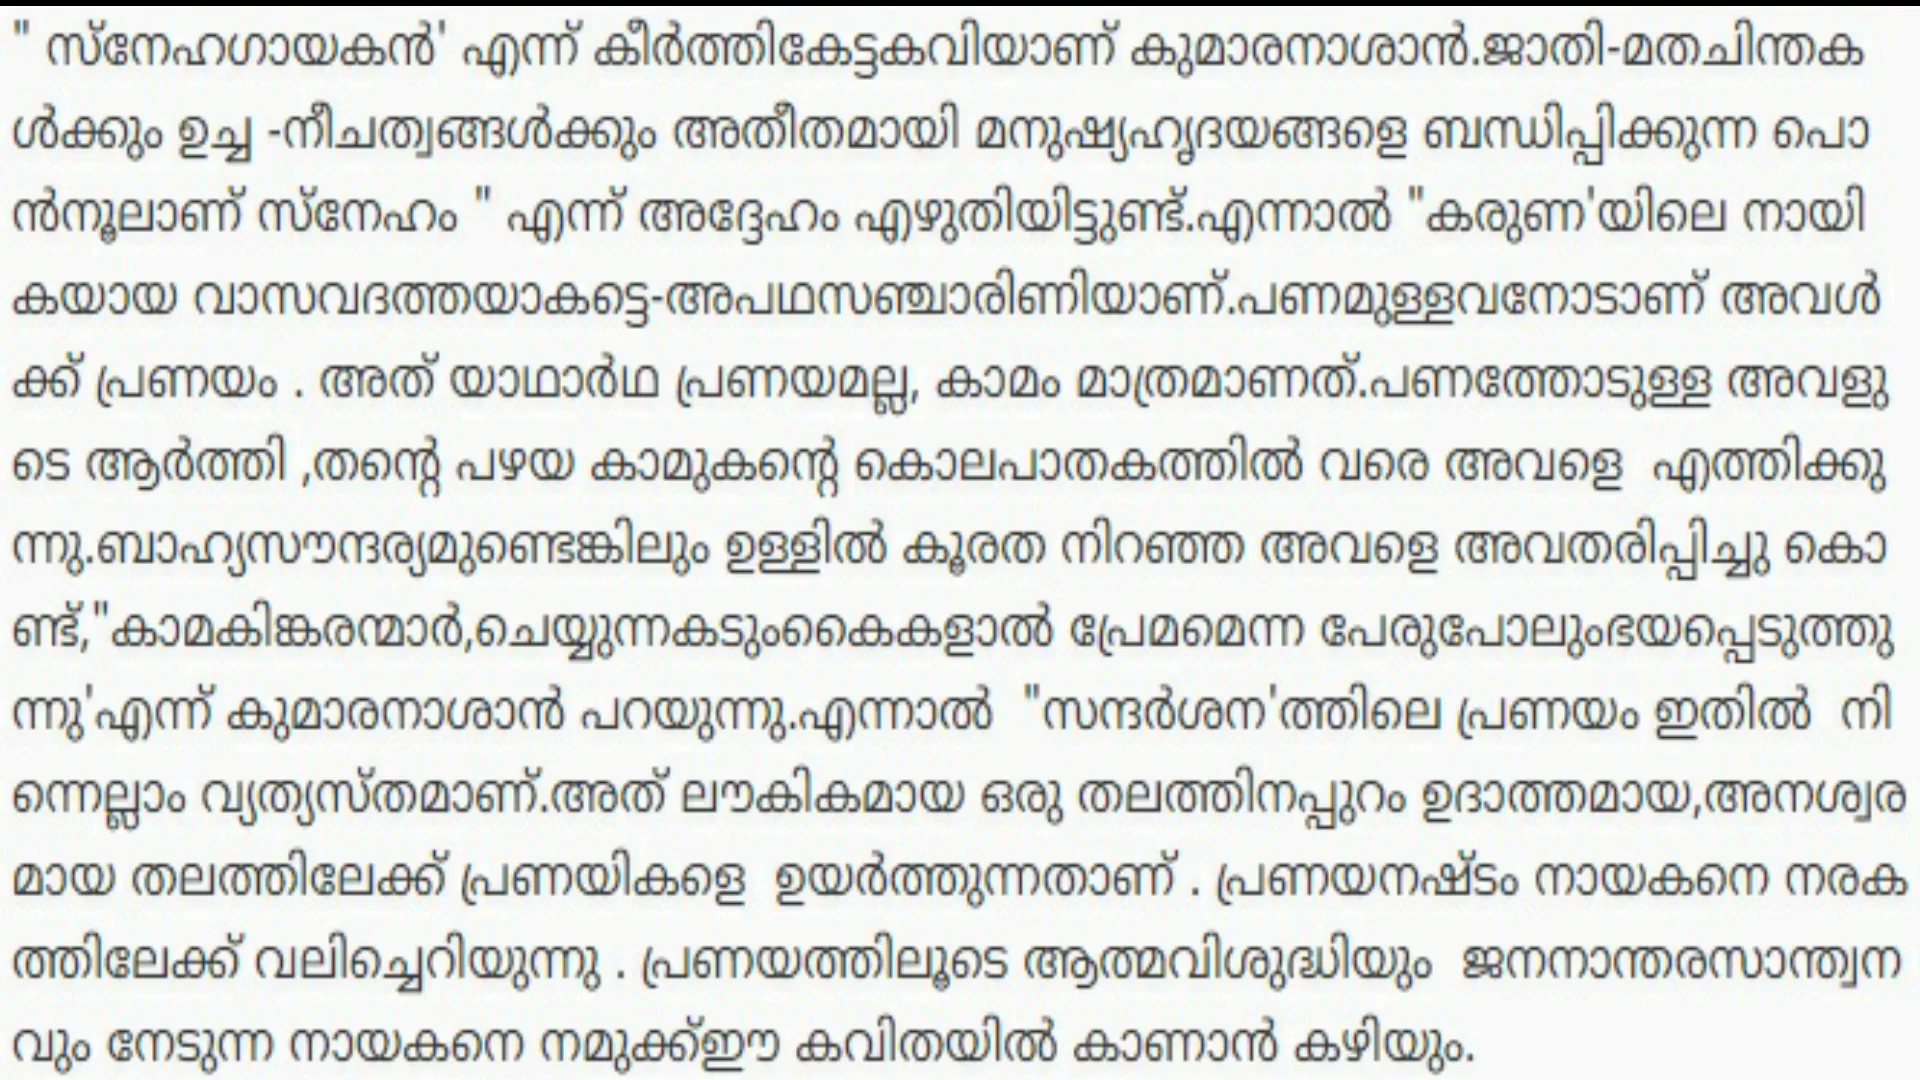 " സ്നേഹഗായകൻ' എന്ന് കീർത്തികേട്ടകവിയാണ് കുമാരനാശാൻ.ജാതി-മതചിന്തക
ൾക്കും ഉച്ച -നീചത്വങ്ങൾക്കും അതീതമായി മനുഷ്യഹൃദയങ്ങളെ ബന്ധിപ്പിക്കുന്ന പൊ
ൻനൂലാണ് സ്നേഹം " എന്ന് അദ്ദേഹം എഴുതിയിട്ടുണ്ട്.എന്നാൽ "കരുണ'യിലെ നായി
കയായ വാസവദത്തയാകട്ടെ-അപഥസഞ്ചാരിണിയാണ്.പണമുള്ളവനോടാണ് അവൾ
ക്ക് പ്രണയം . അത് യാഥാർഥ പ്രണയമല്ല, കാമം മാത്രമാണത്.പണത്തോടുള്ള അവളു
ടെ ആർത്തി ,തന്റെ പഴയ കാമുകന്റെ കൊലപാതകത്തിൽ വരെ അവളെ എത്തിക്കു
ന്നു.ബാഹ്യസൗന്ദര്യമുണ്ടെങ്കിലും ഉള്ളിൽ കൂരത നിറഞ്ഞ അവളെ അവതരിപ്പിച്ചു കൊ
ണ്ട്,"കാമകിങ്കരന്മാർ,ചെയ്യുന്നകടുംകൈകളാൽ പ്രേമമെന്ന പേരുപോലുംഭയപ്പെടുത്തു
ന്നു'എന്ന് കുമാരനാശാൻ പറയുന്നു.എന്നാൽ "സന്ദർശന'ത്തിലെ പ്രണയം ഇതിൽ നി
ന്നെല്ലാം വ്യത്യസ്തമാണ്.അത് ലൗകികമായ ഒരു തലത്തിനപ്പുറം ഉദാത്തമായ,അനശ്വര
മായ തലത്തിലേക്ക് പ്രണയികളെ ഉയർത്തുന്നതാണ് . പ്രണയനഷ്ടം നായകനെ നരക
ത്തിലേക്ക് വലിച്ചെറിയുന്നു . പ്രണയത്തിലൂടെ ആത്മവിശുദ്ധിയും ജനനാന്തരസാന്ത്വന
വും നേടുന്ന നായകനെ നമുക്ക്ഈ കവിതയിൽ കാണാൻ കഴിയും.